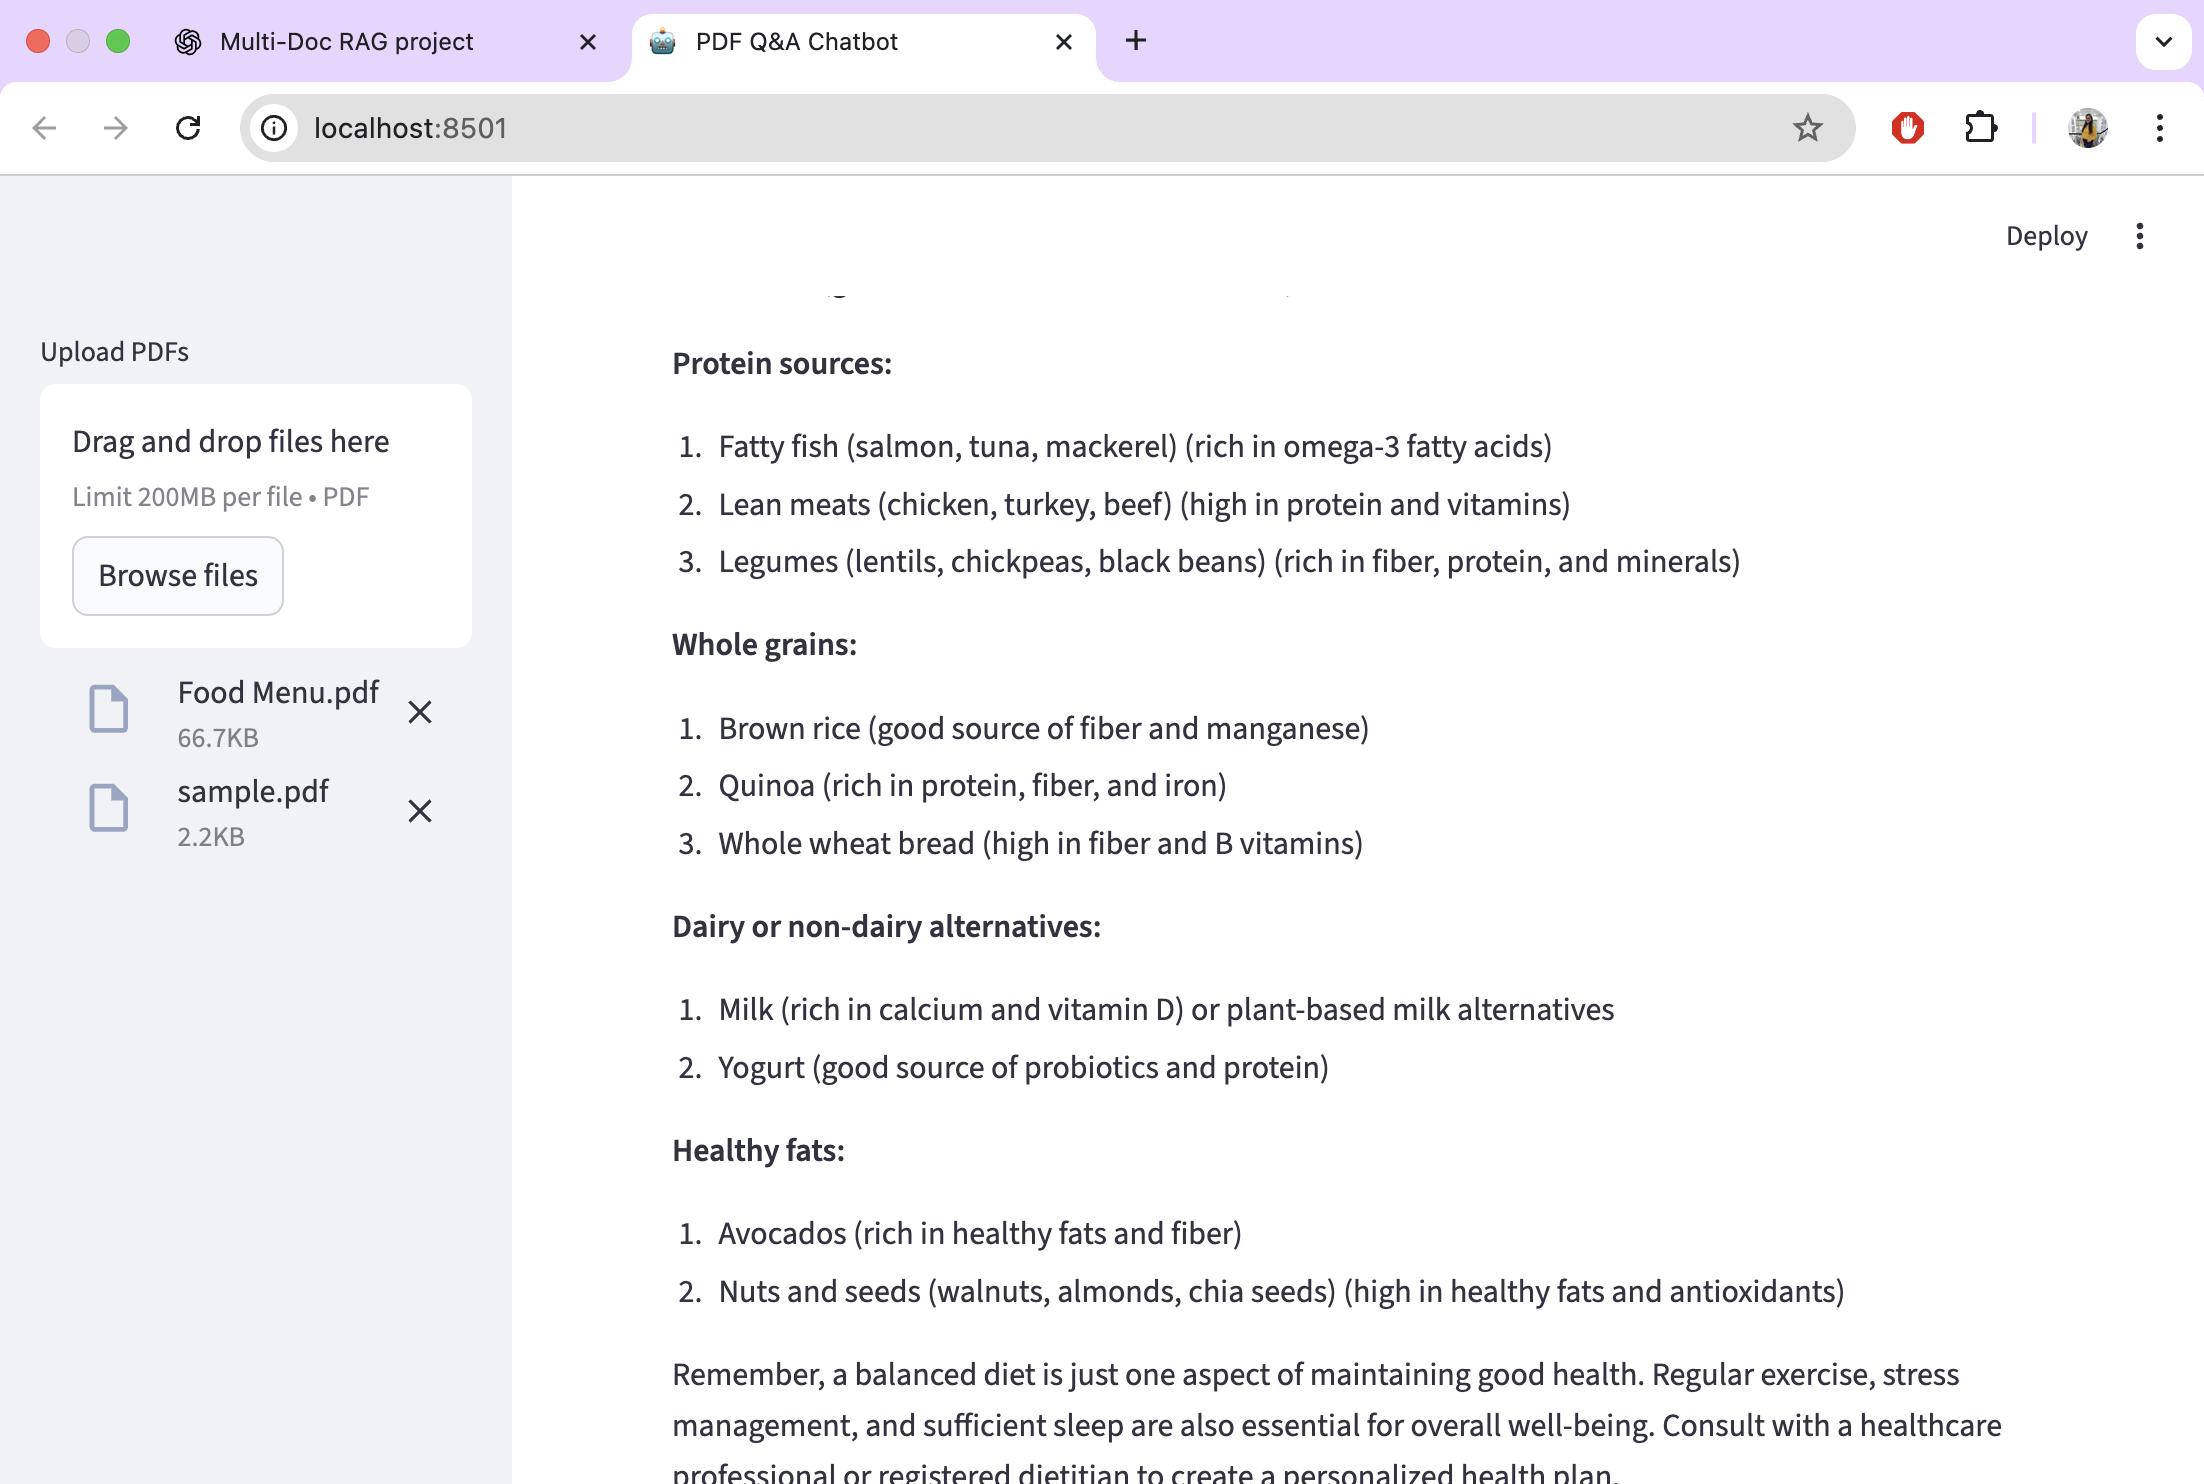 Multi-Doc RAG project
PDF Q&A Chatbot
localhost:8501
Deploy
Upload PDFs
Drag and drop files here
Limit 200MB per file • PDF
Browse files
Food Menu.pdf
66.7KB
sample.pdf
2.2KB
Protein sources:
1. Fatty fish (salmon, tuna, mackerel) (rich in omega-3 fatty acids)
2. Lean meats (chicken, turkey, beef) (high in protein and vitamins)
3. Legumes (lentils, chickpeas, black beans) (rich in fiber, protein, and minerals)
Whole grains:
1. Brown rice (good source of fiber and manganese)
2. Quinoa (rich in protein, fiber, and iron)
3. Whole wheat bread (high in fiber and B vitamins)
Dairy or non-dairy alternatives:
1. Milk (rich in calcium and vitamin D) or plant-based milk alternatives
2. Yogurt (good source of probiotics and protein)
Healthy fats:
1. Avocados (rich in healthy fats and fiber)
2. Nuts and seeds (walnuts, almonds, chia seeds) (high in healthy fats and antioxidants)
Remember, a balanced diet is just one aspect of maintaining good health. Regular exercise, stress
management, and sufficient sleep are also essential for overall well-being. Consult with a healthcare
professional or registered dietitian to create a personalized health plan.